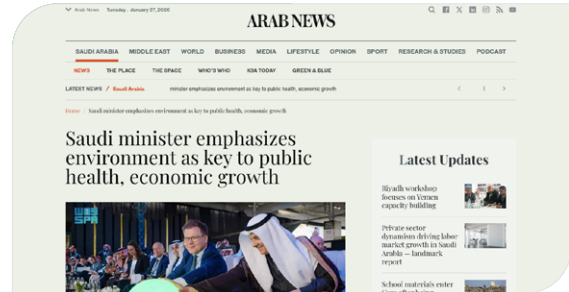 Arab News Tuesday, January 27, 2026
ARAB NEWS
SAUDI ARABIA MIDDLE EAST WORLD BUSINESS MEDIA LIFESTYLE OPINION SPORT RESEARCH & STUDIES PODCAST
NEWS THE PLACE THE SPACE WHO'S WHO KSA TODAY GREEN & BLUE
LATEST NEWS / Saudi Arabia minister emphasizes environment as key to public health, economic growth
Home / Saudi minister emphasizes environment as key to public health, economic growth
Saudi minister emphasizes
environment as key to public
health, economic growth
SPA
Latest Updates
Riyadh workshop
focuses on Yemen
capacity building
Private sector
dynamism driving labor
market growth in Saudi
Arabia — landmark
report
School materials enter